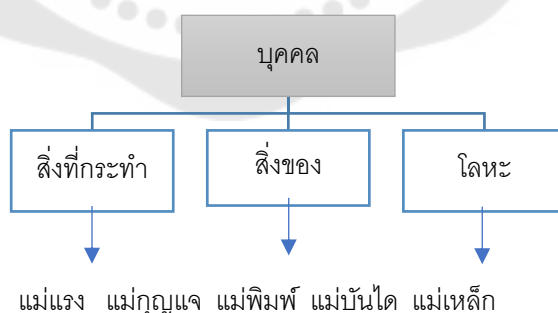 บุคคล
สิ่งที่กระทำ สิ่งของ โลหะ
แม่แรง แม่กุญแจ แม่พิมพ์ แม่บันได แม่เหล็ก